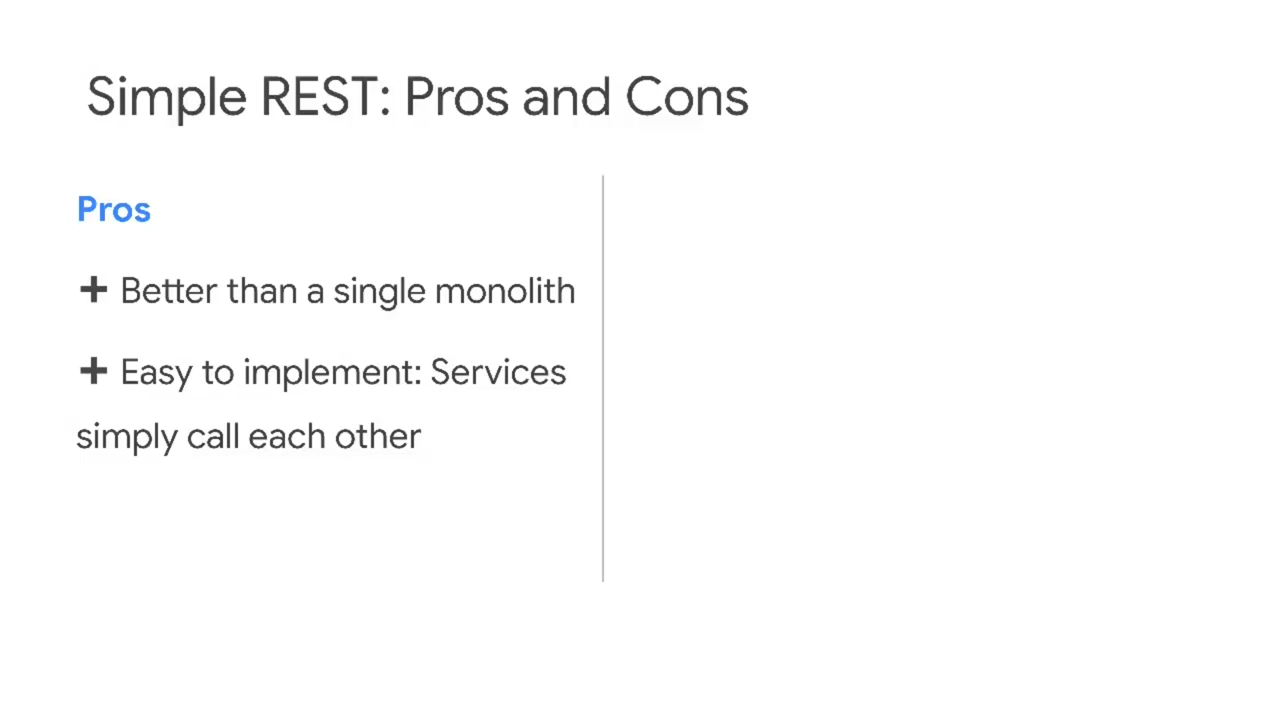 Simple REST: Pros and Cons
Pros
+ Better than a single monolith
+ Easy to implement: Services
simply call each other